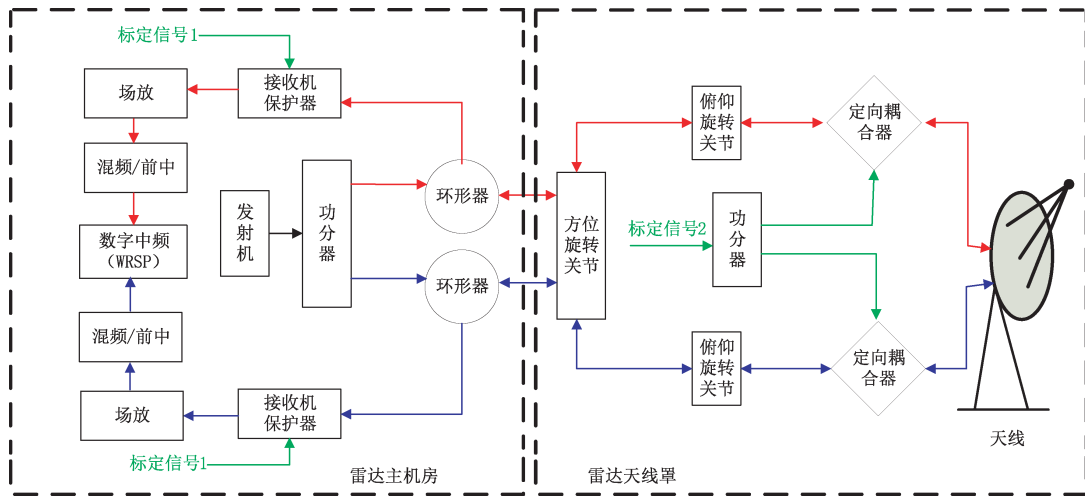 标定信号1
场放
接收机
保护器
混频/前中
数字中频
（WRSP）
混频/前中
场放
接收机
保护器
标定信号1
发
射
机
功
分
器
环形器
环形器
雷达主机房
方位
旋转
关节
俯仰
旋转
关节
定向耦
合器
标定信号2
功
分
器
俯仰
旋转
关节
定向耦
合器
天线
雷达天线罩